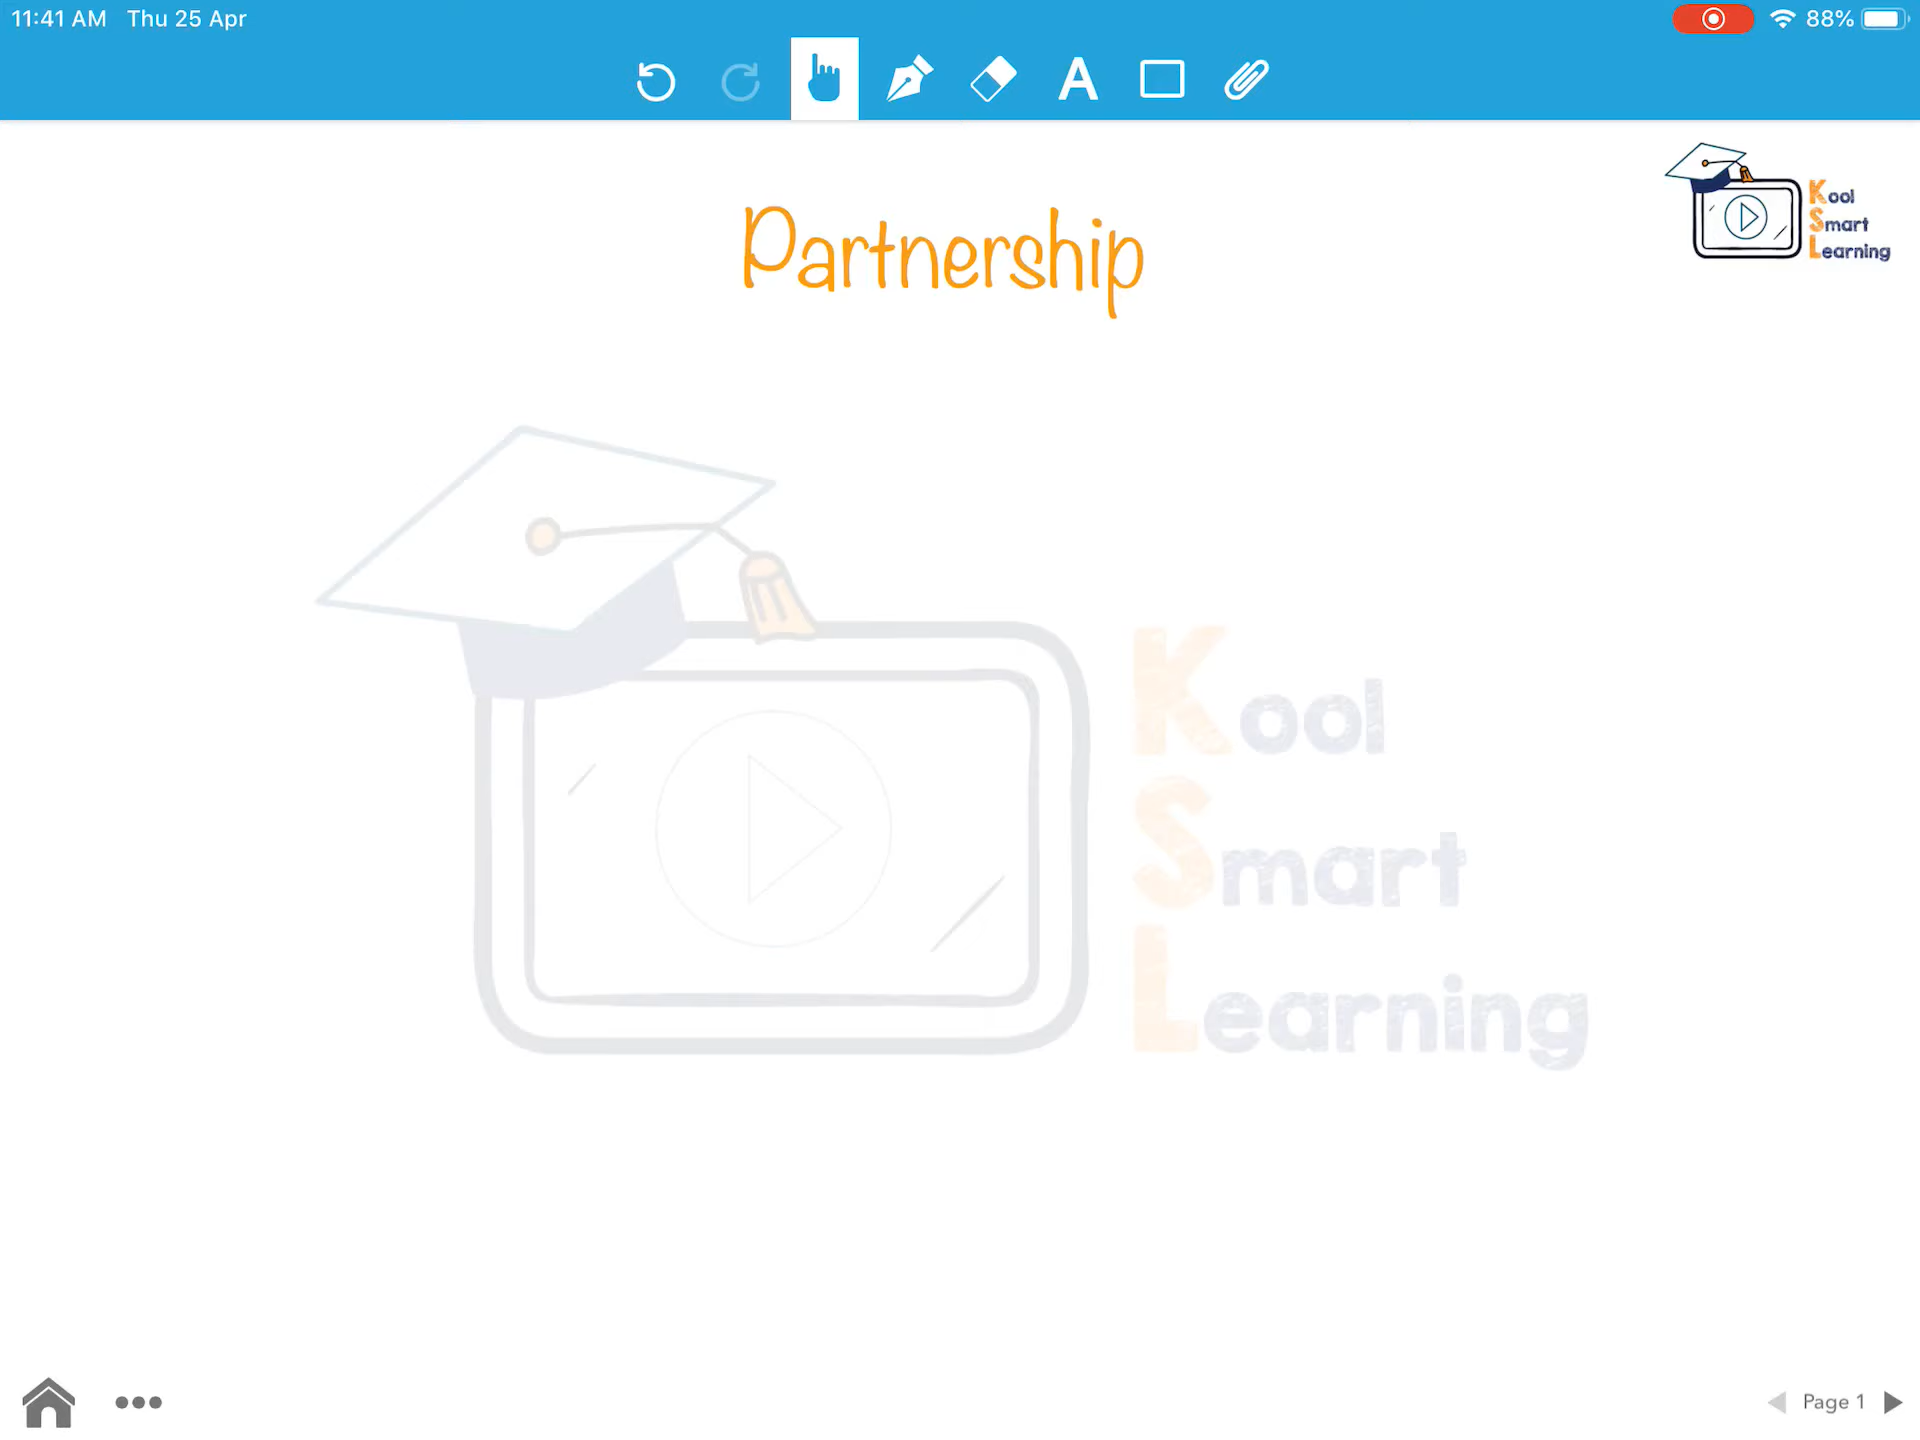 11:41 AM Thu 25 Apr
88%
A
Partnership
Kool
Smart
Learning
Kool
Smart
Learning
Page 1